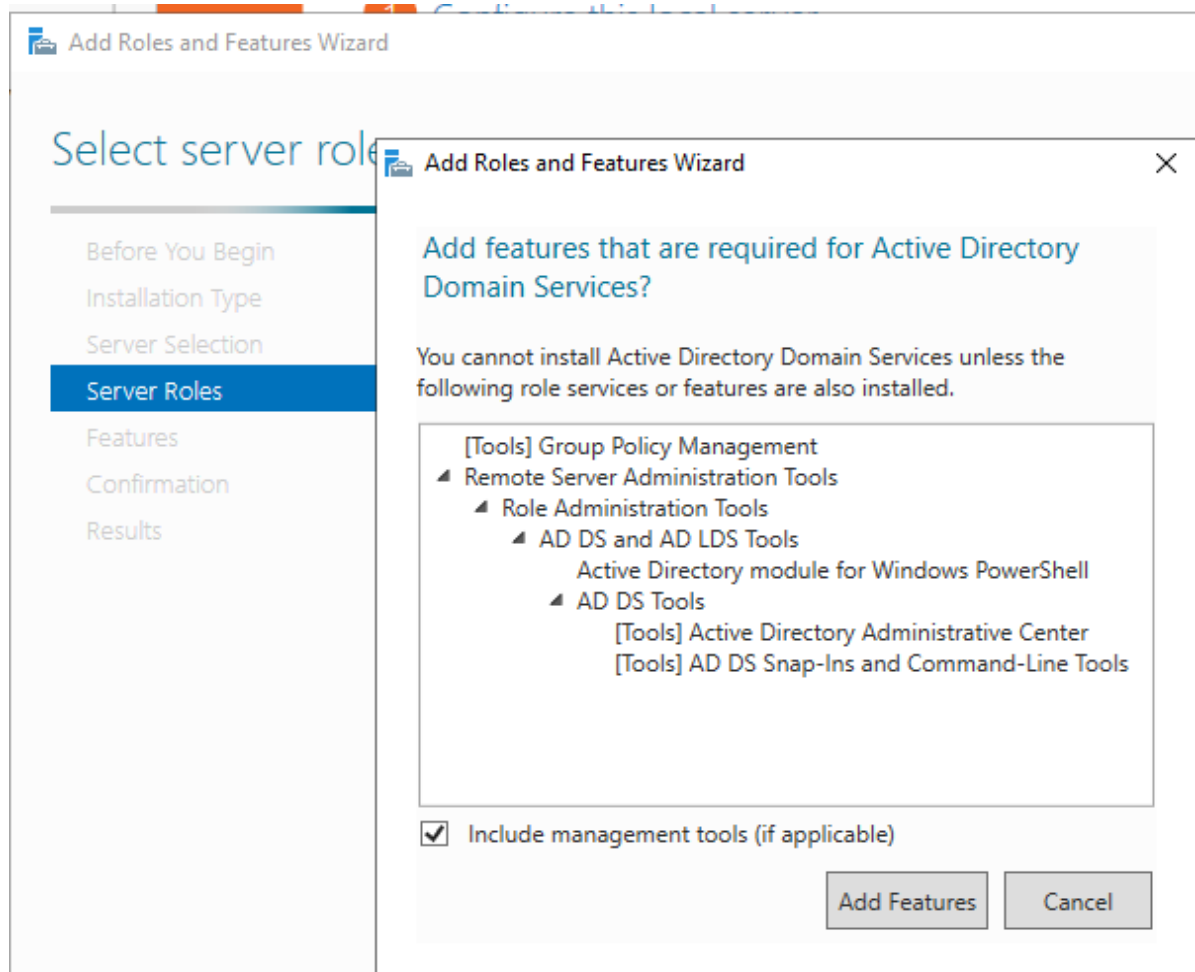 Configure this local server
Add Roles and Features Wizard
Select server role
Add Roles and Features Wizard
Before You Begin
Installation Type
Server Selection
Server Roles
Features
Confirmation
Results
Add features that are required for Active Directory
Domain Services?
You cannot install Active Directory Domain Services unless the
following role services or features are also installed.
[Tools] Group Policy Management
Remote Server Administration Tools
Role Administration Tools
AD DS and AD LDS Tools
Active Directory module for Windows PowerShell
AD DS Tools
[Tools] Active Directory Administrative Center
[Tools] AD DS Snap-Ins and Command-Line Tools
Include management tools (if applicable)
Add Features
Cancel